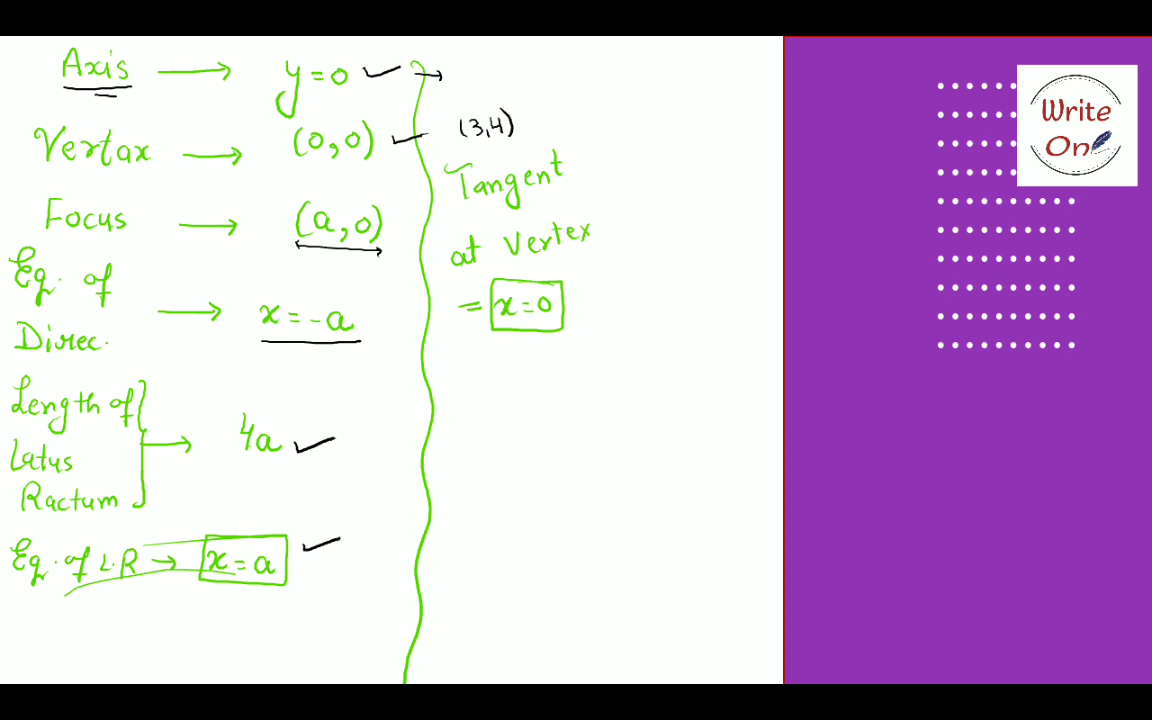 Axis → y = 0 ✓ →
Vertax → (0,0) ✓
Focus → (a,0)
Eq. of
Direc. → x = -a
Length of
Latus
Ractum → 4a ✓
Eq. of L.R → x = a ✓
(3,4)
Tangent
at Vertex
= x = 0
Write
On